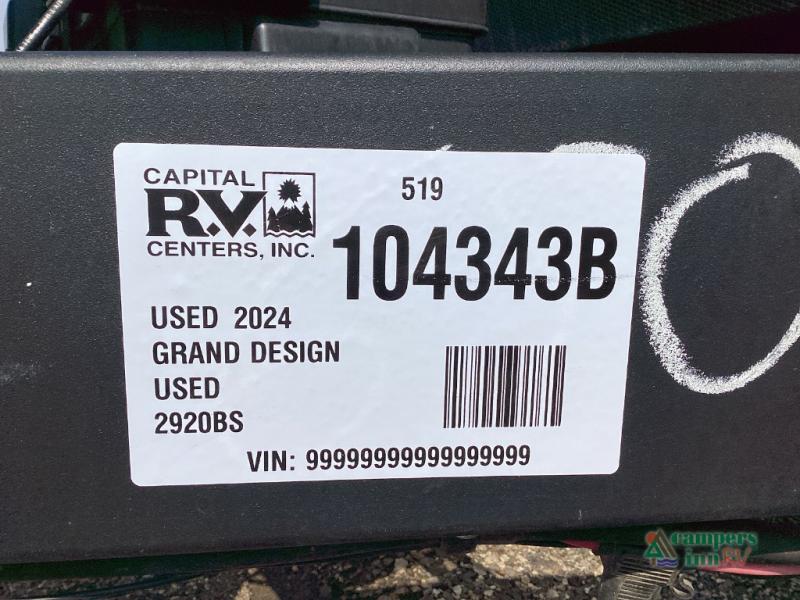 CAPITAL
R.V.
CENTERS, INC.
519
104343B
USED 2024
GRAND DESIGN
USED
2920BS
VIN: 99999999999999999
campers
inn RV